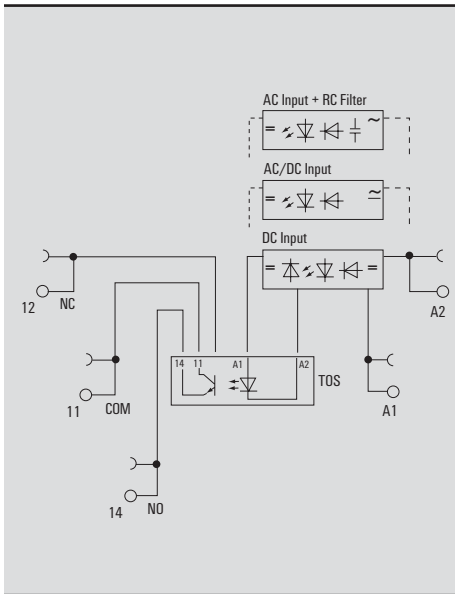 AC Input + RC Filter
= ~
AC/DC Input
= ≂
DC Input
= =
12 NC
A2
14 11 A1 A2
TOS
11 COM
A1
14 NO